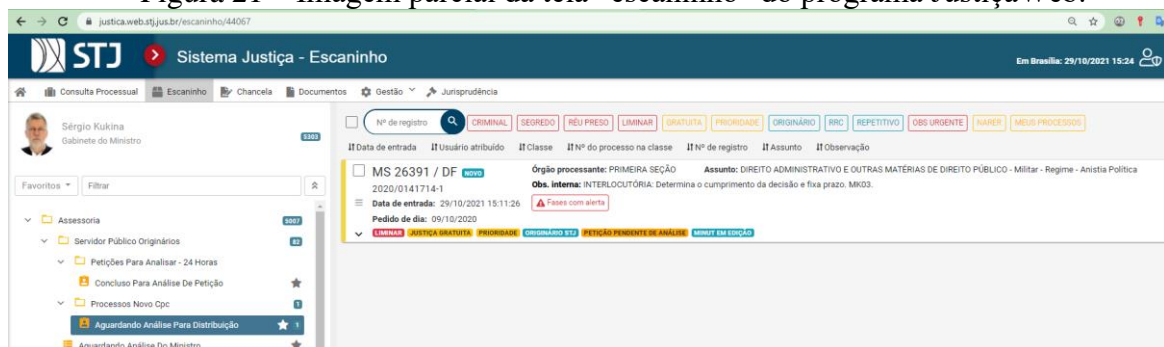 Figura 21 – Imagem parcial da tela "escaninho" do programa JustiçaWeb.
justica.web.stj.jus.br/escaninho/44067
STJ Sistema Justiça - Escaninho Em Brasília: 29/10/2021 15:24
Consulta Processual Escaninho Chancela Documentos Gestão Jurisprudência
Sérgio Kukina
Gabinete do Ministro
5303
Favoritos Filtrar
Assessoria 5007
Servidor Público Originários 82
Petições Para Analisar - 24 Horas
Concluso Para Análise De Petição
Processos Novo Cpc 1
Aguardando Análise Para Distribuição 1
Aguardando Análise Do Ministro
Nº de registro CRIMINAL SEGREDO RÉU PRESO LIMINAR GRATUITA PRIORIDADE ORIGINÁRIO RRC REPETITIVO OBS URGENTE NARER MEUS PROCESSOS
Data de entrada Usuário atribuído Classe Nº do processo na classe Nº de registro Assunto Observação
MS 26391 / DF NOVO
2020/0141714-1
Data de entrada: 29/10/2021 15:11:26
Pedido de dia: 09/10/2020
Órgão processante: PRIMEIRA SEÇÃO Assunto: DIREITO ADMINISTRATIVO E OUTRAS MATÉRIAS DE DIREITO PÚBLICO - Militar - Regime - Anistia Política
Obs. interna: INTERLOCUTÓRIA: Determina o cumprimento da decisão e fixa prazo. MK03.
Fases com alerta
LIMINAR JUSTIÇA GRATUITA PRIORIDADE ORIGINÁRIO STJ PETIÇÃO PENDENTE DE ANÁLISE MINUT EM EDIÇÃO